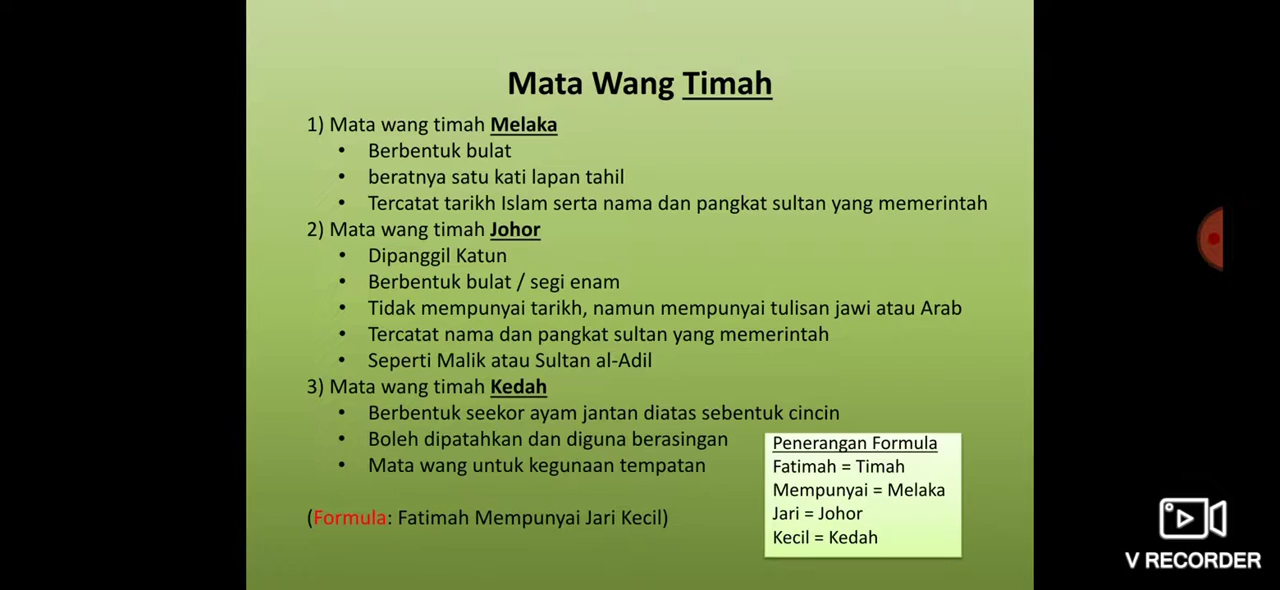 Mata Wang Timah
1) Mata wang timah Melaka
• Berbentuk bulat
• beratnya satu kati lapan tahil
• Tercatat tarikh Islam serta nama dan pangkat sultan yang memerintah
2) Mata wang timah Johor
• Dipanggil Katun
• Berbentuk bulat / segi enam
• Tidak mempunyai tarikh, namun mempunyai tulisan jawi atau Arab
• Tercatat nama dan pangkat sultan yang memerintah
• Seperti Malik atau Sultan al-Adil
3) Mata wang timah Kedah
• Berbentuk seekor ayam jantan diatas sebentuk cincin
• Boleh dipatahkan dan diguna berasingan
• Mata wang untuk kegunaan tempatan
(Formula: Fatimah Mempunyai Jari Kecil)
Penerangan Formula
Fatimah = Timah
Mempunyai = Melaka
Jari = Johor
Kecil = Kedah
V RECORDER